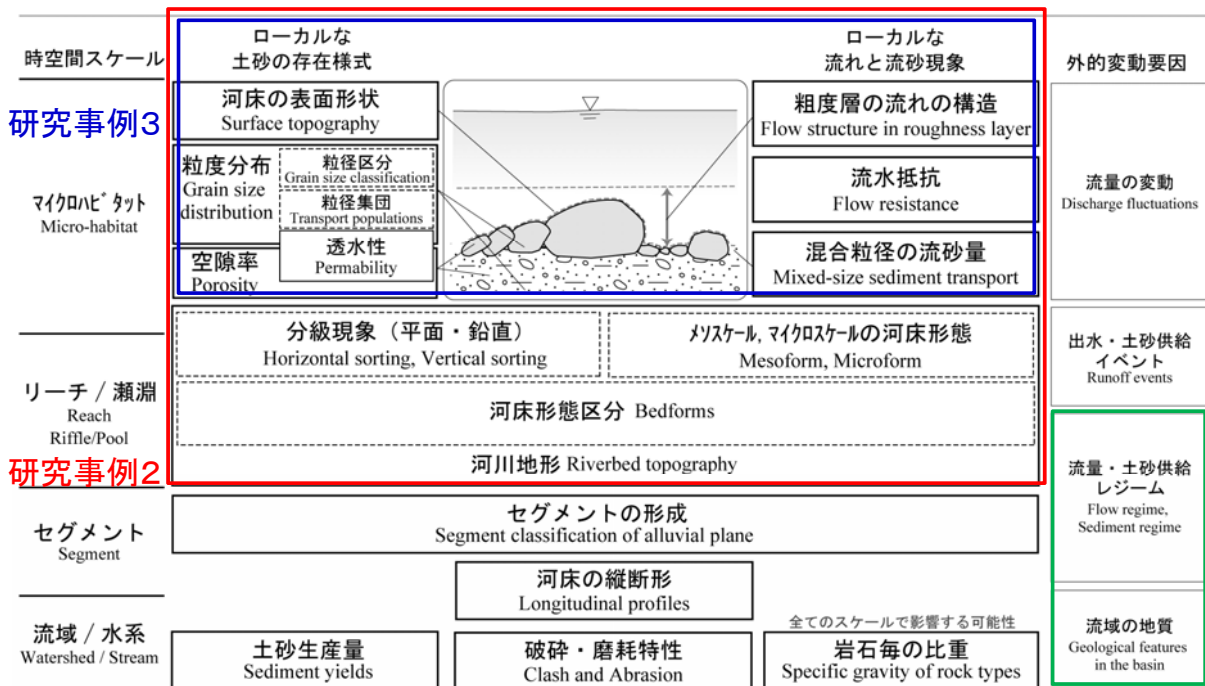 時空間スケール
ローカルな
土砂の存在様式
ローカルな
流れと流砂現象
外的変動要因
研究事例3
マイクロハビタット
Micro-habitat
河床の表面形状
Surface topography
粒度分布
Grain size
distribution
粒径区分
Grain size classification
粒径集団
Transport populations
透水性
Permability
空隙率
Porosity
粗度層の流れの構造
Flow structure in roughness layer
流水抵抗
Flow resistance
混合粒径の流砂量
Mixed-size sediment transport
流量の変動
Discharge fluctuations
リーチ / 瀬淵
Reach
Riffle/Pool
研究事例2
分級現象（平面・鉛直）
Horizontal sorting, Vertical sorting
メソスケール, マイクロスケールの河床形態
Mesoform, Microform
河床形態区分 Bedforms
河川地形 Riverbed topography
出水・土砂供給
イベント
Runoff events
流量・土砂供給
レジーム
Flow regime,
Sediment regime
セグメント
Segment
セグメントの形成
Segment classification of alluvial plane
河床の縦断形
Longitudinal profiles
流域 / 水系
Watershed / Stream
土砂生産量
Sediment yields
破砕・磨耗特性
Clash and Abrasion
全てのスケールで影響する可能性
岩石毎の比重
Specific gravity of rock types
流域の地質
Geological features
in the basin